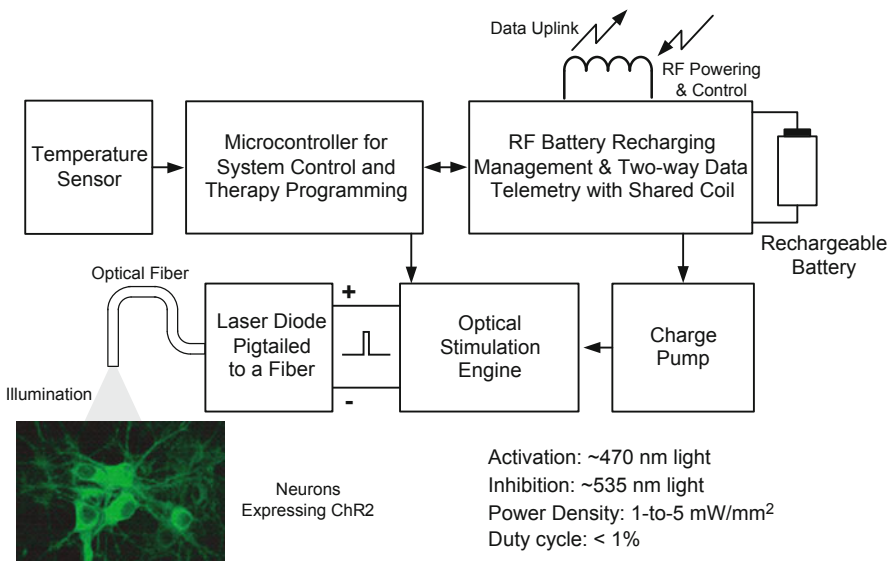 Data Uplink
RF Powering
& Control
Temperature
Sensor
Microcontroller for
System Control and
Therapy Programming
RF Battery Recharging
Management & Two-way Data
Telemetry with Shared Coil
Rechargeable
Battery
Optical Fiber
Laser Diode
Pigtailed
to a Fiber
+
-
Optical
Stimulation
Engine
Charge
Pump
Illumination
Neurons
Expressing ChR2
Activation: ~470 nm light
Inhibition: ~535 nm light
Power Density: 1-to-5 mW/mm²
Duty cycle: < 1%